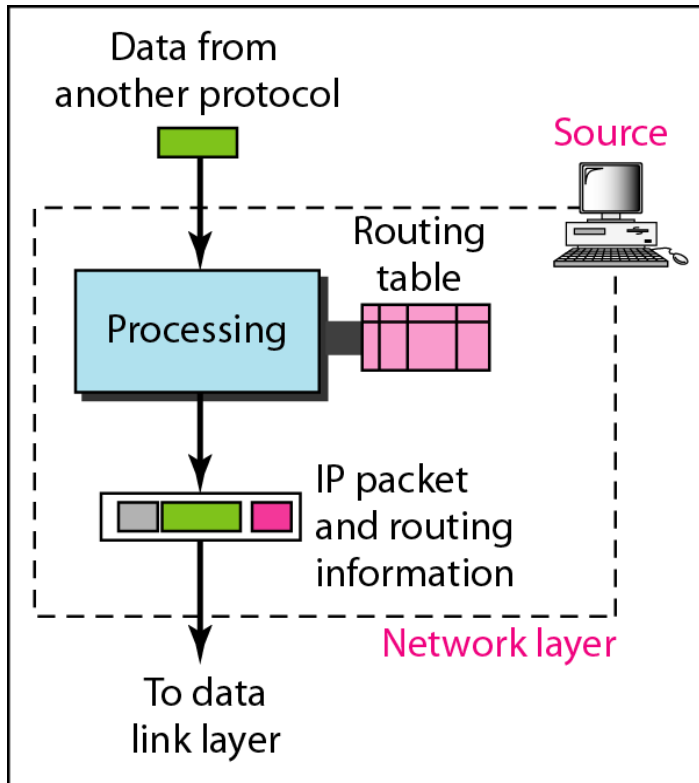 Data from
another protocol
Source
Routing
table
Processing
IP packet
and routing
information
Network layer
To data
link layer